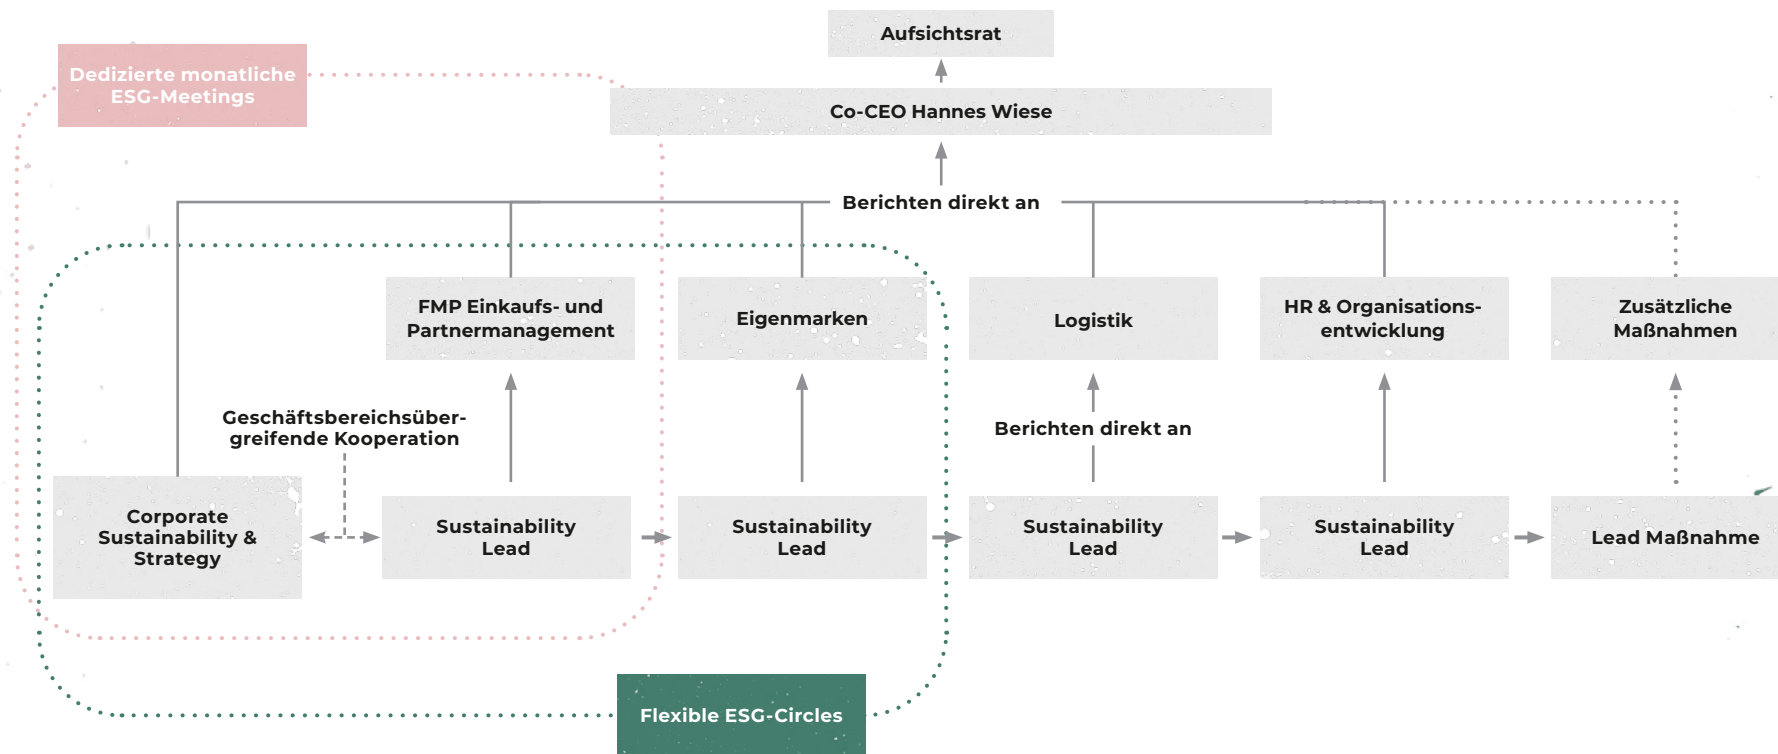 Aufsichtsrat
Dedizierte monatliche
ESG-Meetings
Co-CEO Hannes Wiese
Berichten direkt an
FMP Einkaufs- und
Partnermanagement
Eigenmarken
Logistik
HR & Organisations-
entwicklung
Zusätzliche
Maßnahmen
Geschäftsbereichsüber-
greifende Kooperation
Berichten direkt an
Corporate
Sustainability &
Strategy
Sustainability
Lead
Sustainability
Lead
Sustainability
Lead
Sustainability
Lead
Lead Maßnahme
Flexible ESG-Circles